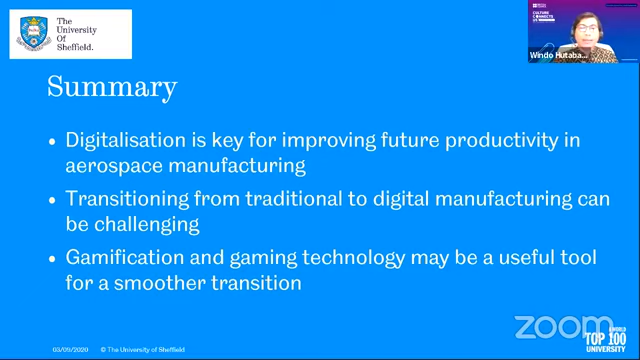 The
University
Of
Sheffield.
CULTURE
Windo Hutaba...
Summary
• Digitalisation is key for improving future productivity in
aerospace manufacturing
• Transitioning from traditional to digital manufacturing can
be challenging
• Gamification and gaming technology may be a useful tool
for a smoother transition
03/09/2020 © The University of Sheffield
zoom
A WORLD
TOP 100
UNIVERSITY